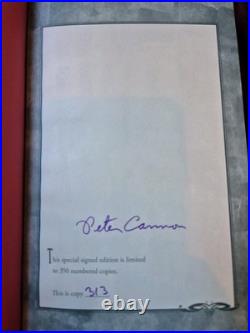 Peter Cannon
This special signed edition is limited
to 350 numbered copies.
This is copy 313